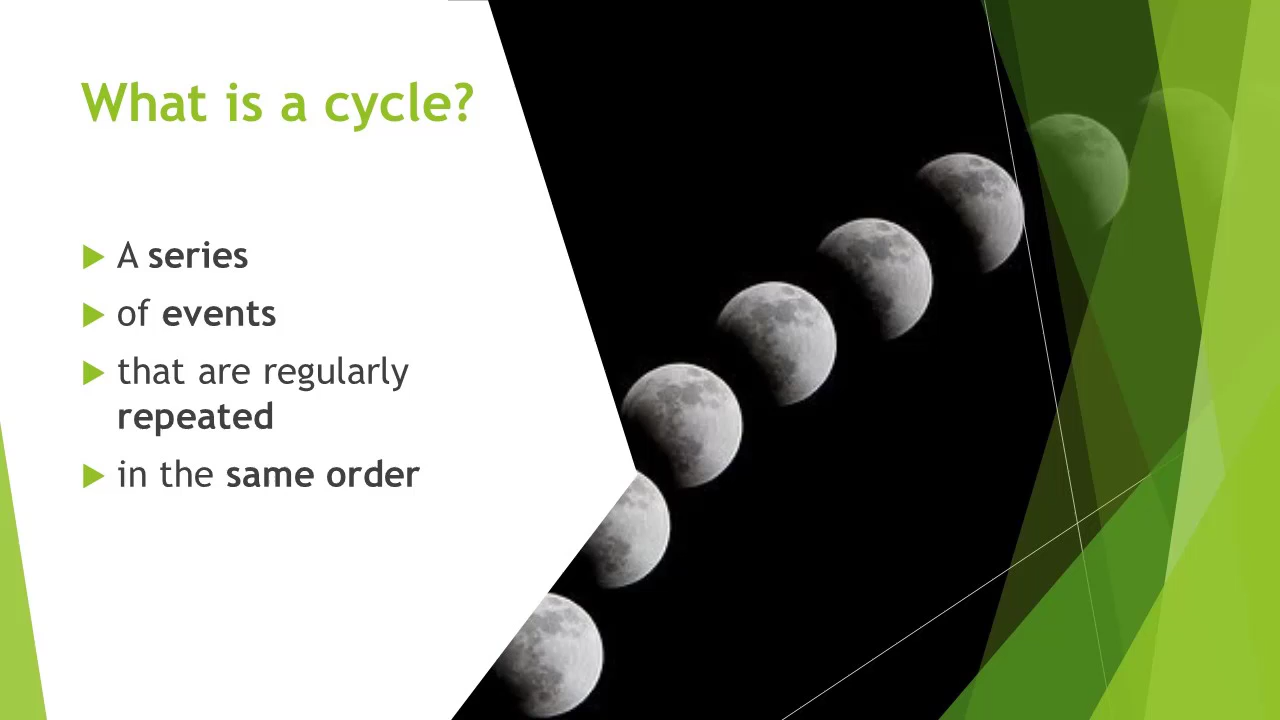 What is a cycle?
A series
of events
that are regularly
repeated
in the same order